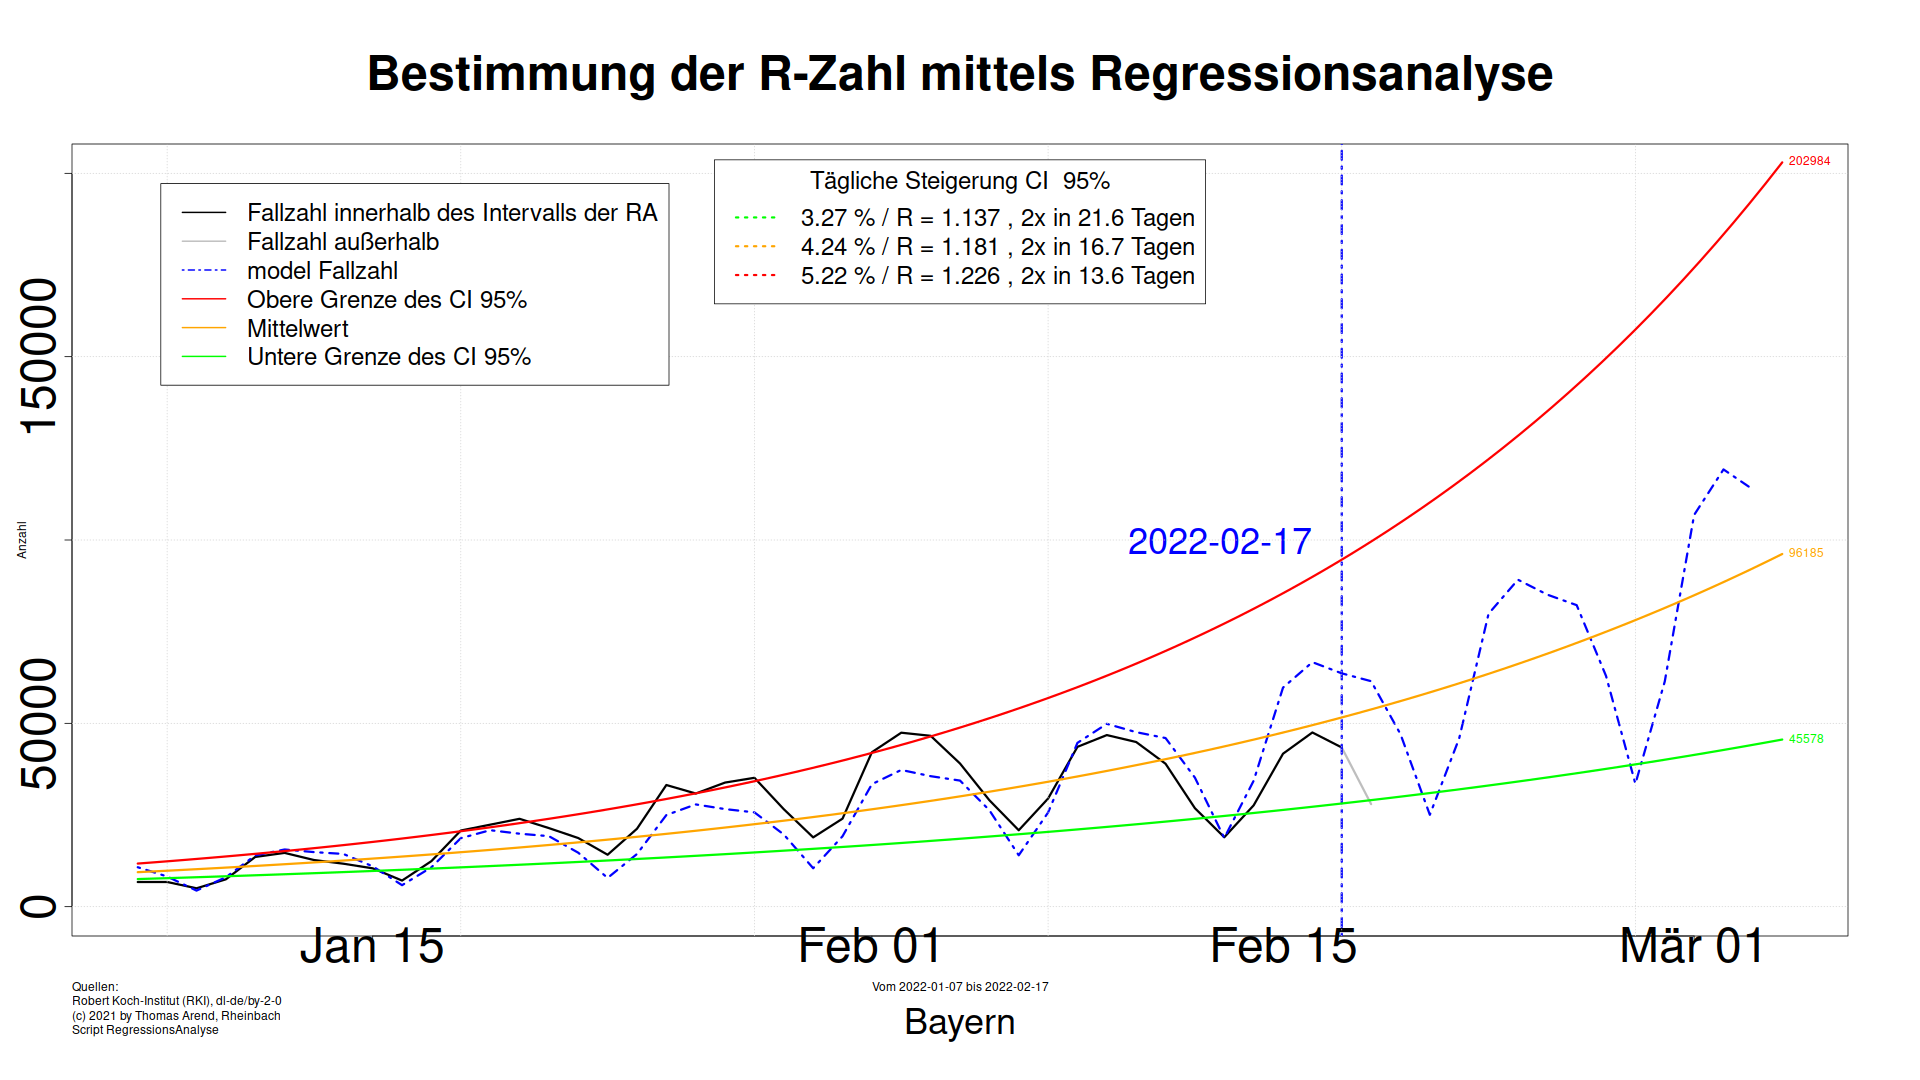 Bestimmung der R-Zahl mittels Regressionsanalyse
Fallzahl innerhalb des Intervalls der RA
Fallzahl außerhalb
model Fallzahl
Obere Grenze des CI 95%
Mittelwert
Untere Grenze des CI 95%
Tägliche Steigerung CI 95%
3.27 % / R = 1.137 , 2x in 21.6 Tagen
4.24 % / R = 1.181 , 2x in 16.7 Tagen
5.22 % / R = 1.226 , 2x in 13.6 Tagen
202984
150000
2022-02-17
Anzahl
96185
50000
45578
0
Jan 15
Feb 01
Feb 15
Mär 01
Quellen:
Robert Koch-Institut (RKI), dl-de/by-2-0
(c) 2021 by Thomas Arend, Rheinbach
Script RegressionsAnalyse
Vom 2022-01-07 bis 2022-02-17
Bayern